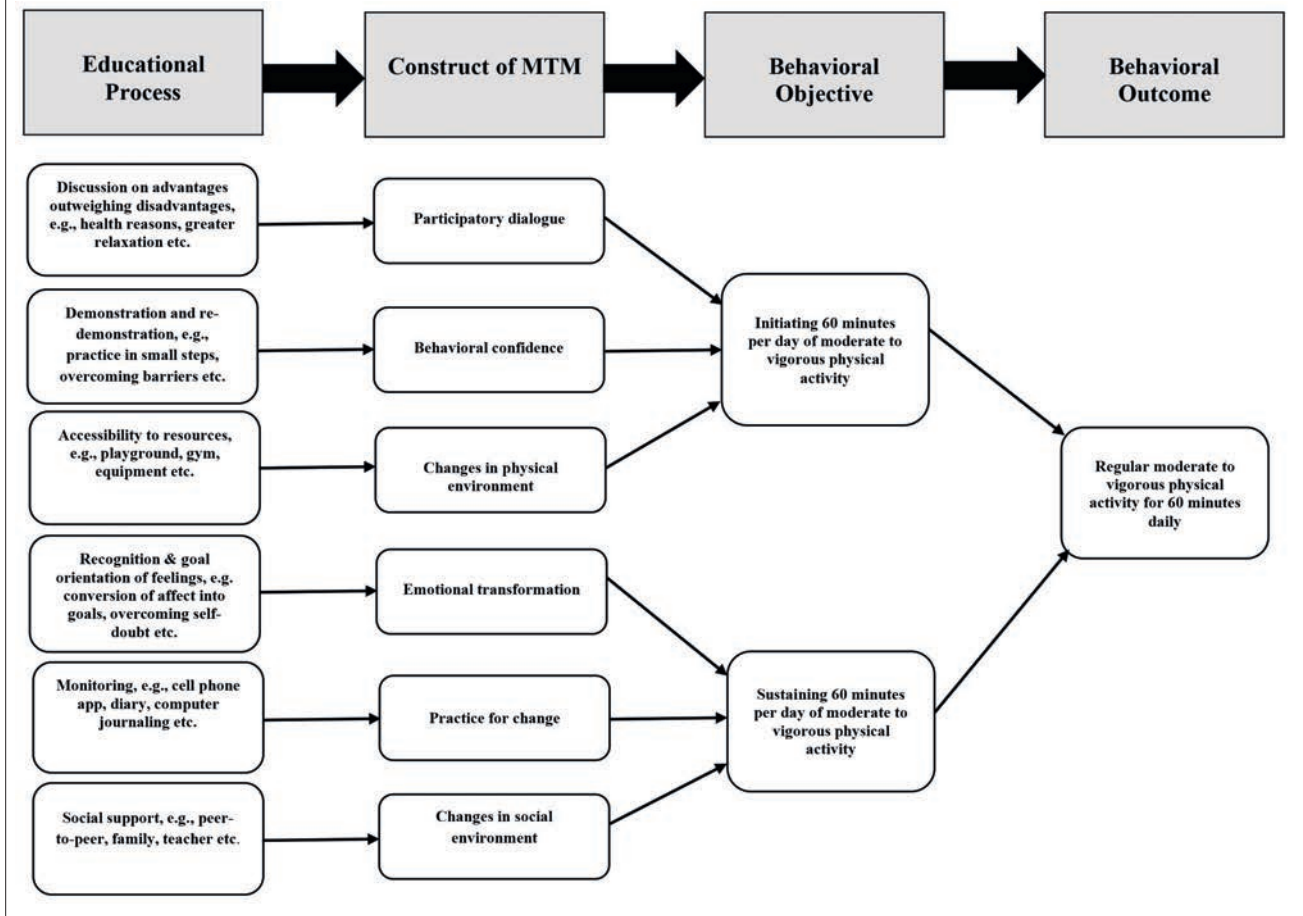 Educational
Process
Construct of MTM
Behavioral
Objective
Behavioral
Outcome
Discussion on advantages
outweighing disadvantages,
e.g., health reasons, greater
relaxation etc.
Participatory dialogue
Demonstration and re-
demonstration, e.g.,
practice in small steps,
overcoming barriers etc.
Behavioral confidence
Initiating 60 minutes
per day of moderate to
vigorous physical
activity
Accessibility to resources,
e.g., playground, gym,
equipment etc.
Changes in physical
environment
Regular moderate to
vigorous physical
activity for 60 minutes
daily
Recognition & goal
orientation of feelings, e.g.
conversion of affect into
goals, overcoming self-
doubt etc.
Emotional transformation
Monitoring, e.g., cell phone
app, diary, computer
journaling etc.
Practice for change
Sustaining 60 minutes
per day of moderate to
vigorous physical
activity
Social support, e.g., peer-
to-peer, family, teacher etc.
Changes in social
environment